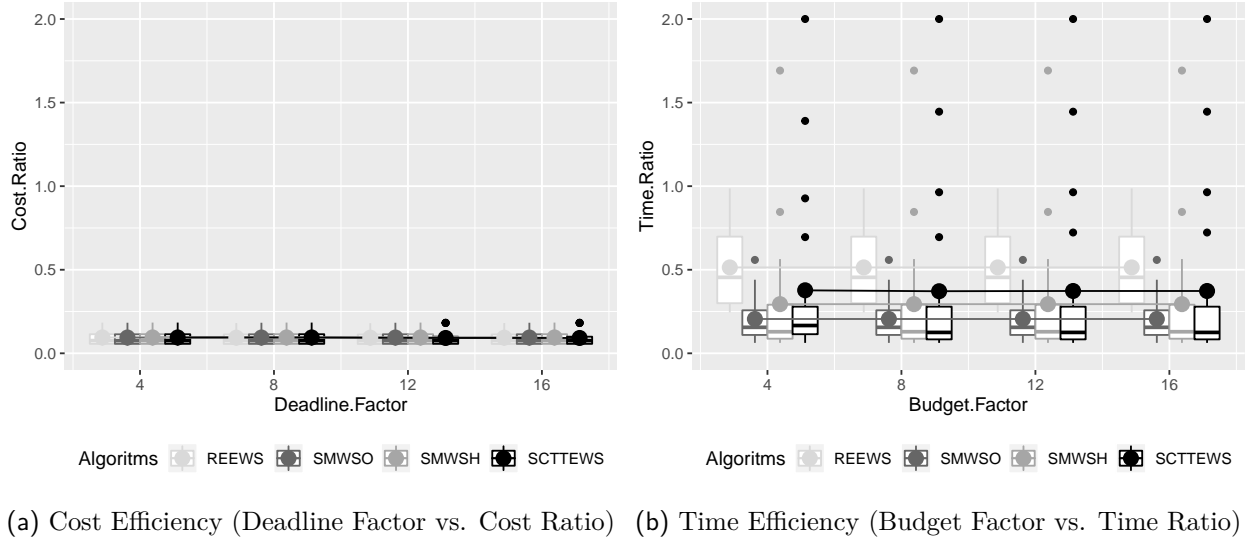 2.0
1.5
1.0
0.5
0.0
Cost.Ratio
4 8 12 16
Deadline.Factor
Algoritms REEWS SMWSO SMWSH SCTTEWS
(a) Cost Efficiency (Deadline Factor vs. Cost Ratio)
2.0
1.5
1.0
0.5
0.0
Time.Ratio
4 8 12 16
Budget.Factor
Algoritms REEWS SMWSO SMWSH SCTTEWS
(b) Time Efficiency (Budget Factor vs. Time Ratio)